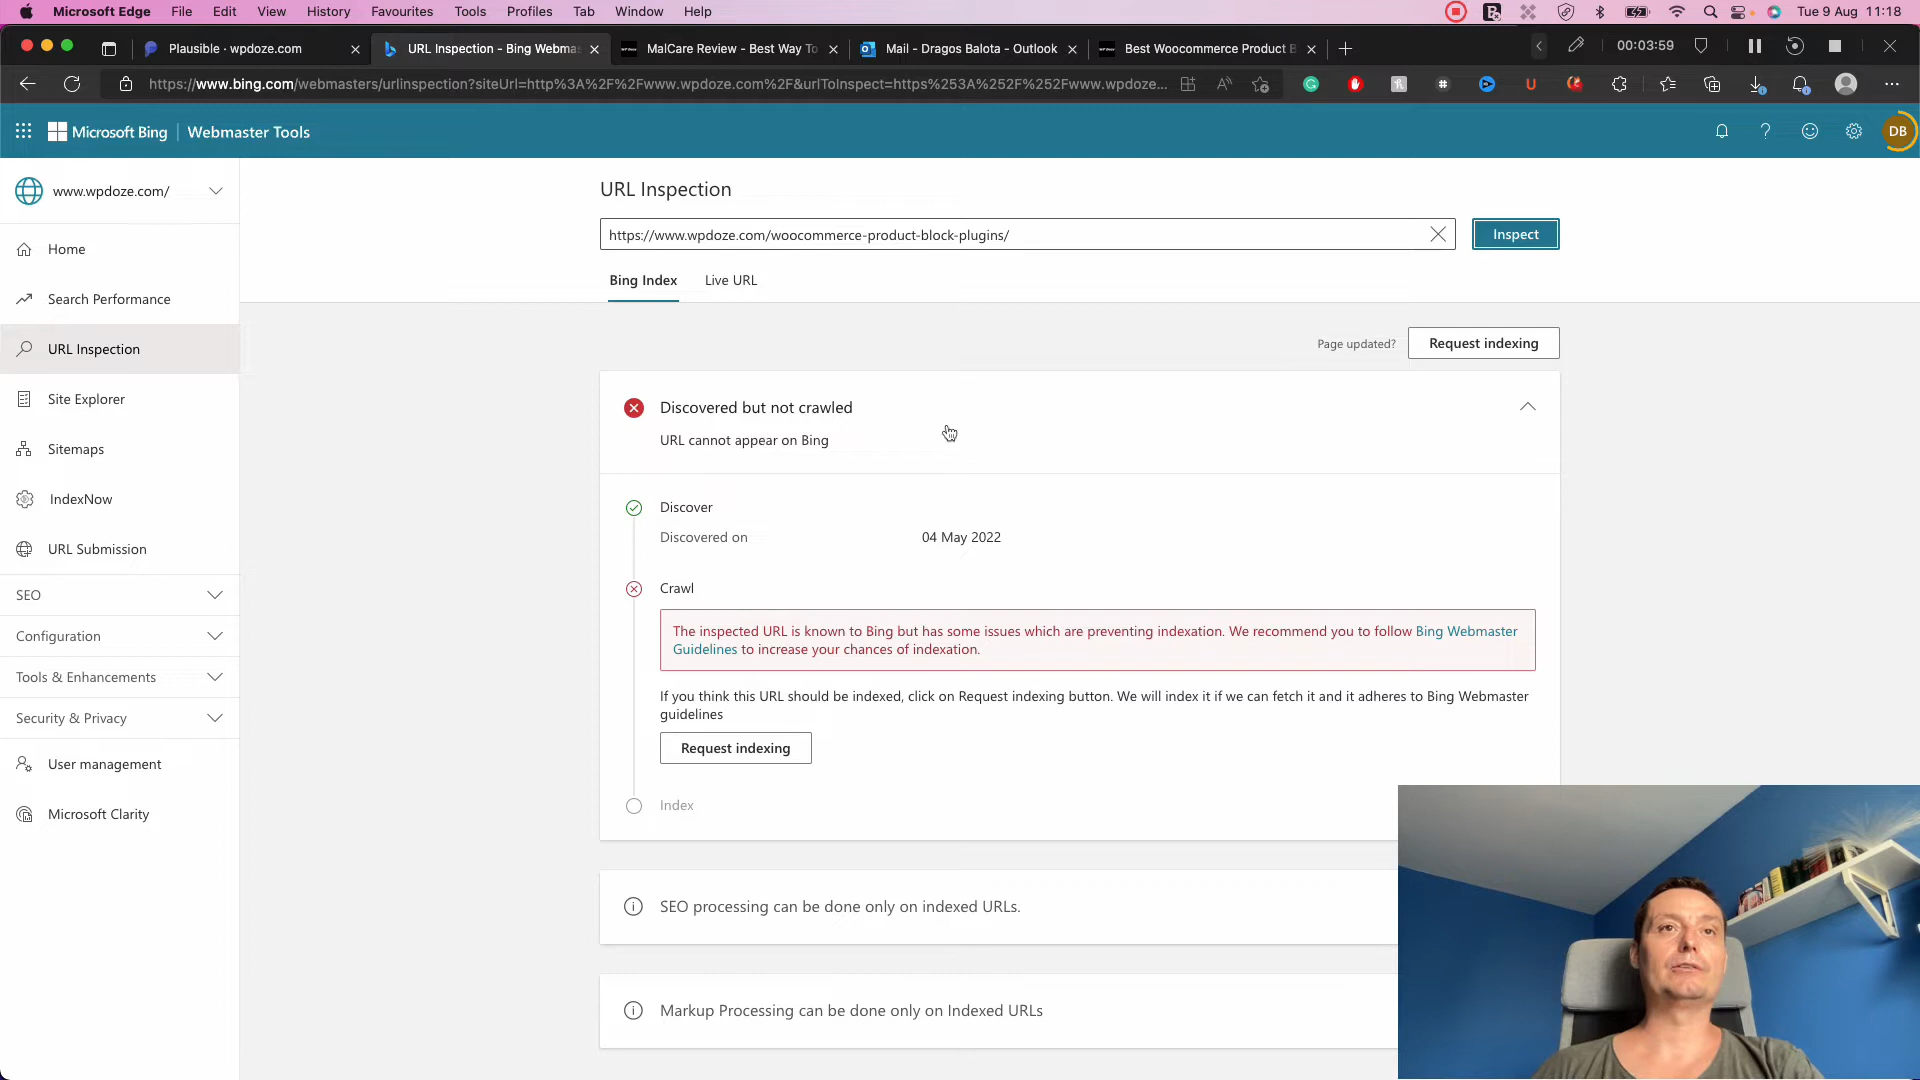 Microsoft Edge File Edit View History Favourites Tools Profiles Tab Window Help Tue 9 Aug 11:18
Plausible · wpdoze.com URL Inspection - Bing Webma MalCare Review - Best Way To Mail - Dragos Balota - Outlook Best Woocommerce Product B 00:03:59
https://www.bing.com/webmasters/urlinspection?siteUrl=http%3A%2F%2Fwww.wpdoze.com%2F&urlToInspect=https%253A%252F%252Fwww.wpdoze...
Microsoft Bing Webmaster Tools DB
www.wpdoze.com/
Home
Search Performance
URL Inspection
Site Explorer
Sitemaps
IndexNow
URL Submission
SEO
Configuration
Tools & Enhancements
Security & Privacy
User management
Microsoft Clarity
URL Inspection
https://www.wpdoze.com/woocommerce-product-block-plugins/ Inspect
Bing Index Live URL
Page updated? Request indexing
Discovered but not crawled
URL cannot appear on Bing
Discover
Discovered on 04 May 2022
Crawl
The inspected URL is known to Bing but has some issues which are preventing indexation. We recommend you to follow Bing Webmaster
Guidelines to increase your chances of indexation.
If you think this URL should be indexed, click on Request indexing button. We will index it if we can fetch it and it adheres to Bing Webmaster
guidelines
Request indexing
Index
SEO processing can be done only on indexed URLs.
Markup Processing can be done only on Indexed URLs